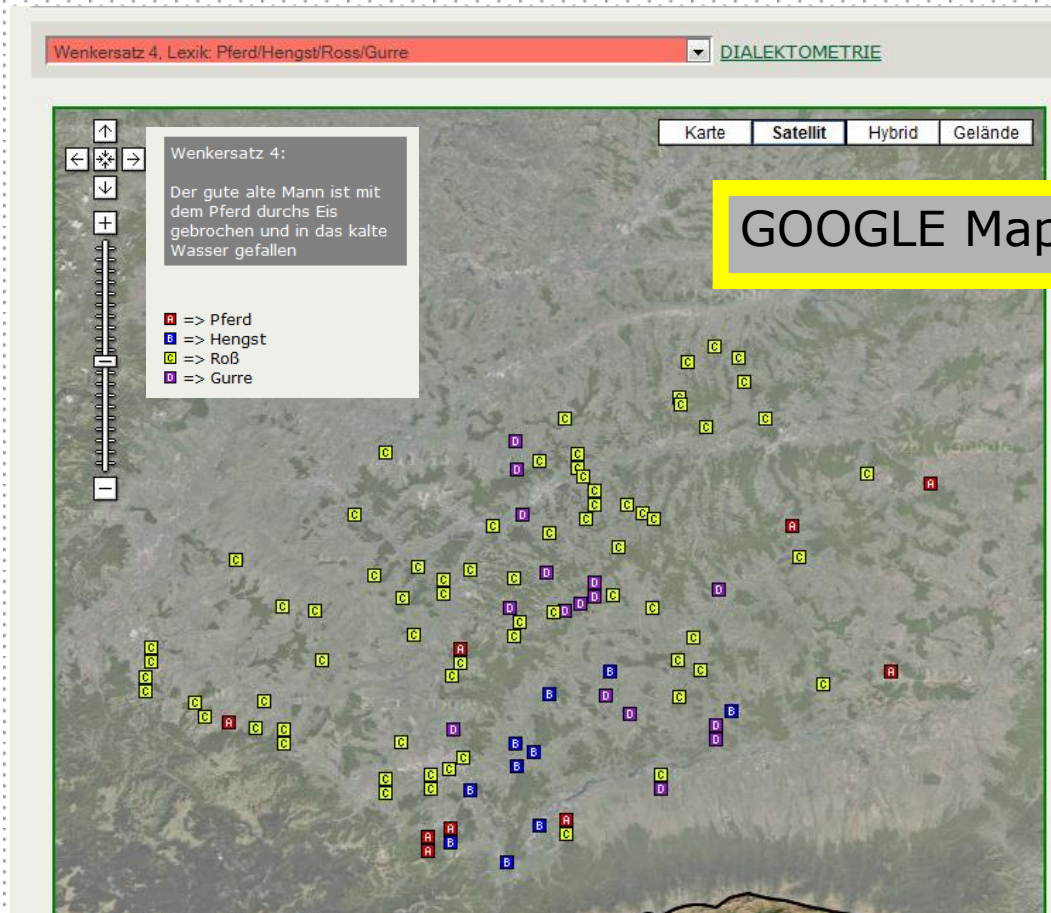 Wenkersatz 4, Lexik: Pferd/Hengst/Ross/Gurre
DIALEKTOMETRIE
Karte Satellit Hybrid Gelände
Wenkersatz 4:
Der gute alte Mann ist mit
dem Pferd durchs Eis
gebrochen und in das kalte
Wasser gefallen
GOOGLE Map
A => Pferd
B => Hengst
C => Roß
D => Gurre